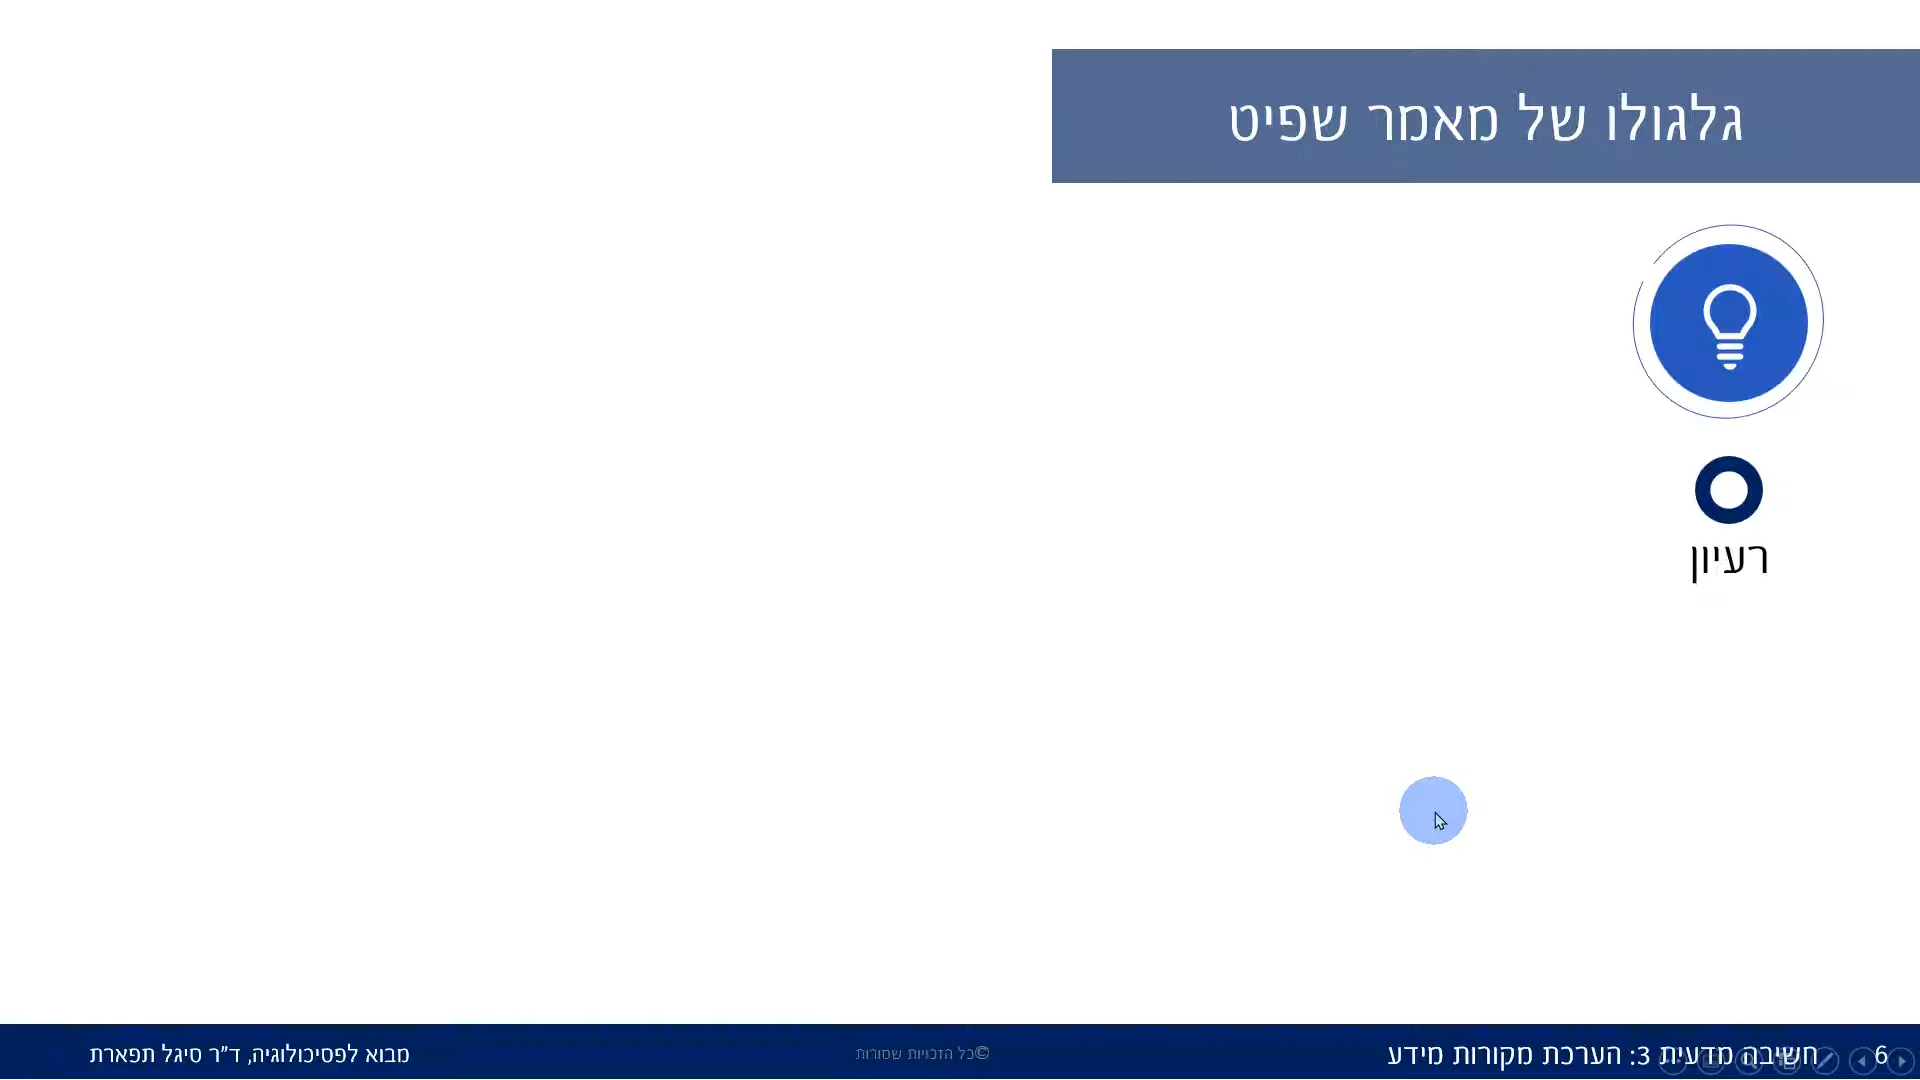 גלגולו של מאמר שפיט
רעיון
6 חשיבה מדעית 3: הערכת מקורות מידע
©כל הזכויות שמורות
מבוא לפסיכולוגיה, ד"ר סיגל תפארת